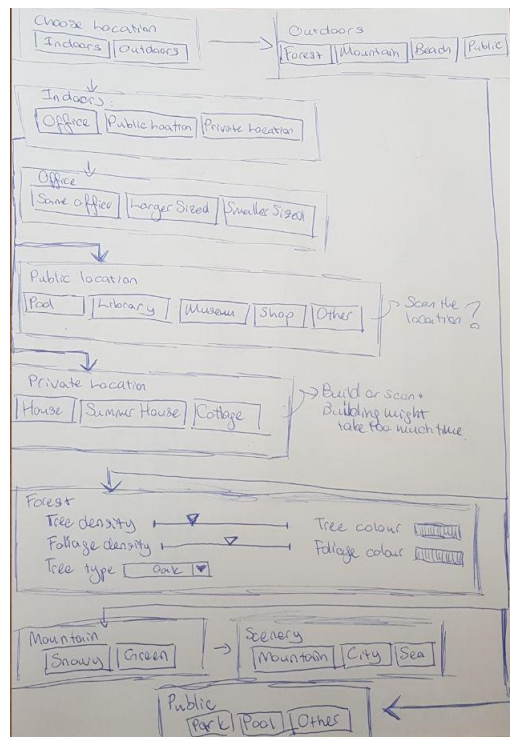 Choose Location
Indoors Outdoors
Outdoors
Forest Mountain Beach Public
Indoors:
Office Public Location Private Location
Office
Same office Larger Sized Smaller Sized
Public location
Pool Library Museum Shop Other
Scan the
location ?
Private Location
House Summer House Cottage
Build or scan.
Building might
take too much time
Forest
Tree density
Tree colour
Foliage density
Foliage colour
Tree type Oak
Mountain
Snowy Green
Scenery
Mountain City Sea
Public
Park Pool Other